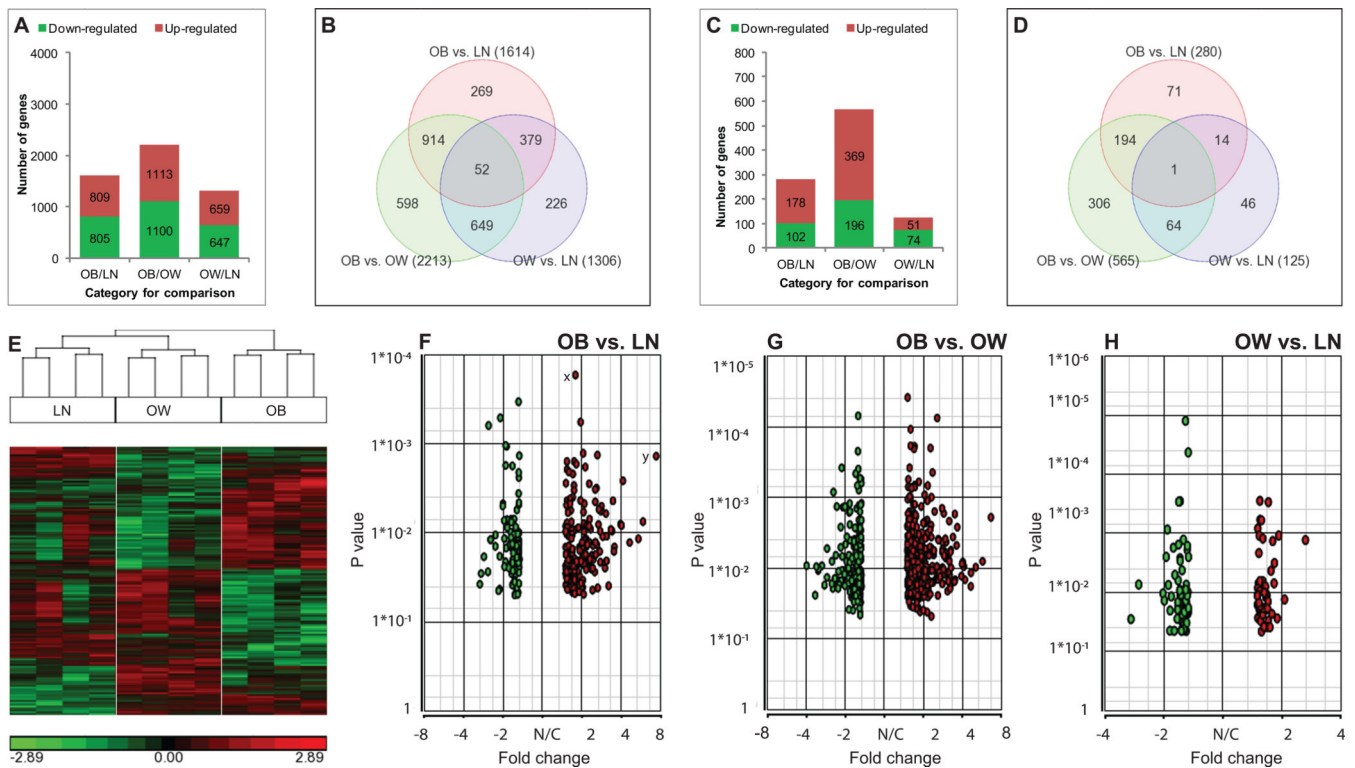 A
Down-regulated Up-regulated
4000
3000
2000
1000
0
Number of genes
809
805
1113
1100
659
647
OB/LN OB/OW OW/LN
Category for comparison
B
OB vs. LN (1614)
269
914 379
52
598 226
649
OB vs. OW (2213) OW vs. LN (1306)
C
Down-regulated Up-regulated
800
700
600
500
400
300
200
100
0
Number of genes
178
102
369
196
51
74
OB/LN OB/OW OW/LN
Category for comparison
D
OB vs. LN (280)
71
194 14
1
306 46
64
OB vs. OW (565) OW vs. LN (125)
E
LN OW OB
-2.89 0.00 2.89
F OB vs. LN
1*10-4
1*10-3
1*10-2
1*10-1
1
P value
x
y
-8 -4 -2 N/C 2 4 8
Fold change
G OB vs. OW
1*10-5
1*10-4
1*10-3
1*10-2
1*10-1
1
P value
-8 -4 -2 N/C 2 4 8
Fold change
H OW vs. LN
1*10-6
1*10-5
1*10-4
1*10-3
1*10-2
1*10-1
1
P value
-4 -2 N/C 2 4
Fold change